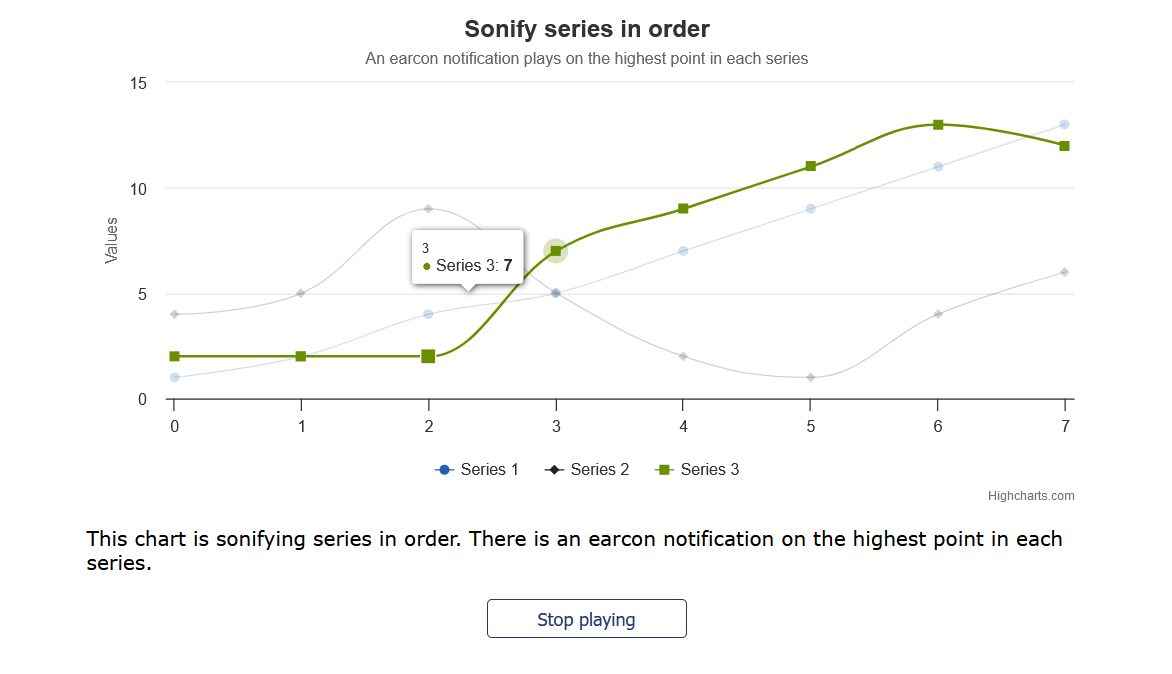 Sonify series in order
An earcon notification plays on the highest point in each series
15
10
5
0
Values
3
● Series 3: 7
0 1 2 3 4 5 6 7
Series 1 Series 2 Series 3
Highcharts.com
This chart is sonifying series in order. There is an earcon notification on the highest point in each
series.
Stop playing